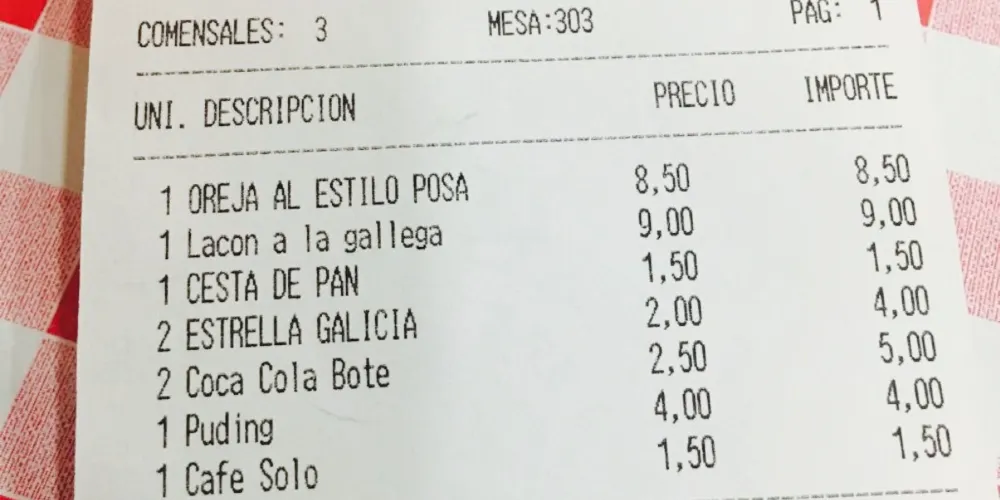 COMENSALES: 3 MESA:303 PAG: 1
UNI. DESCRIPCION PRECIO IMPORTE
1 OREJA AL ESTILO POSA 8,50 8,50
1 Lacon a la gallega 9,00 9,00
1 CESTA DE PAN 1,50 1,50
2 ESTRELLA GALICIA 2,00 4,00
2 Coca Cola Bote 2,50 5,00
1 Puding 4,00 4,00
1 Cafe Solo 1,50 1,50